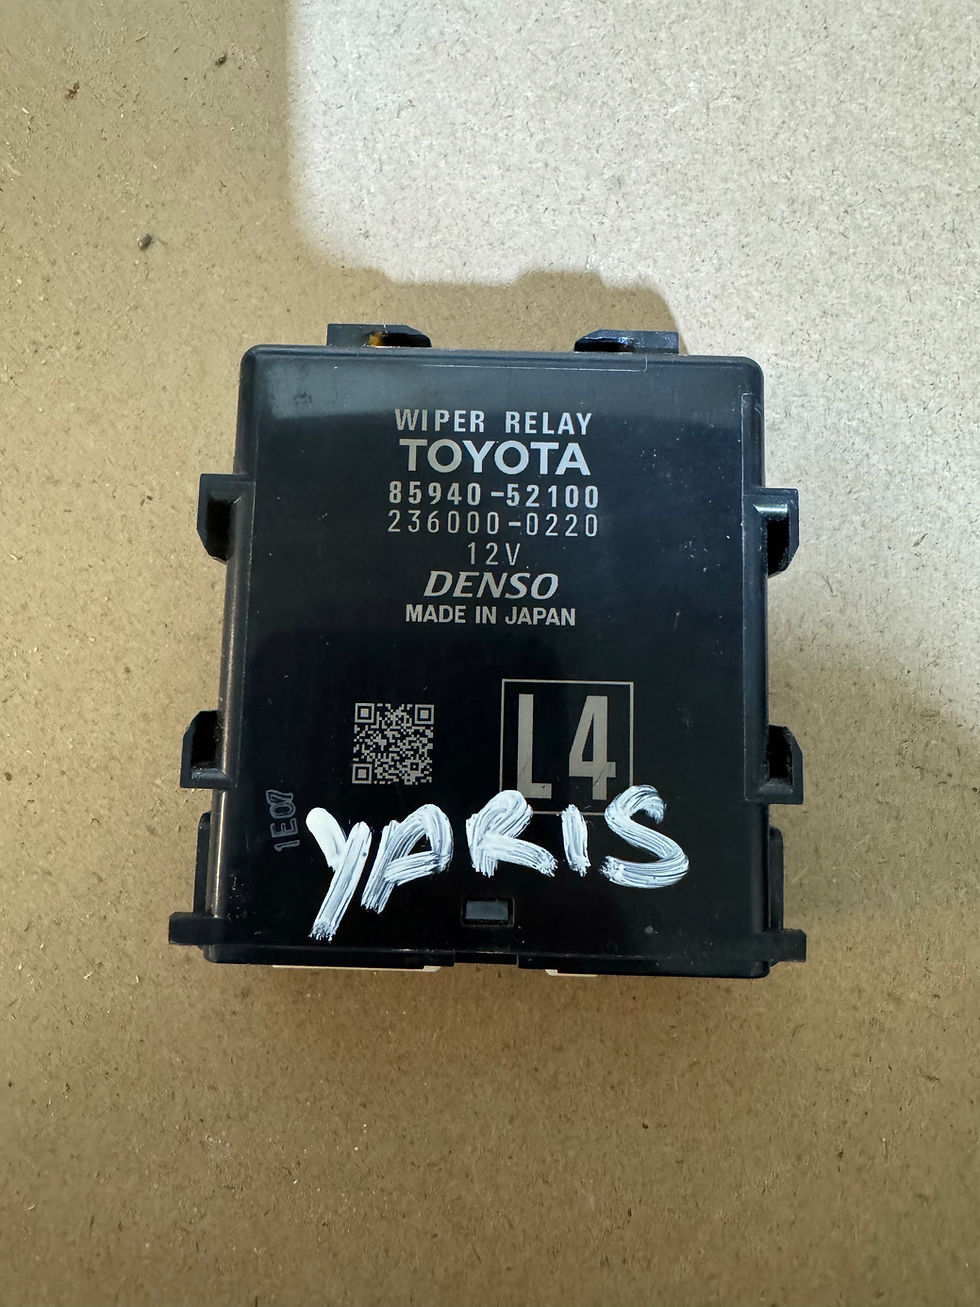 WIPER RELAY
TOYOTA
85940-52100
236000-0220
12V
DENSO
MADE IN JAPAN
L4
1E07
YARIS